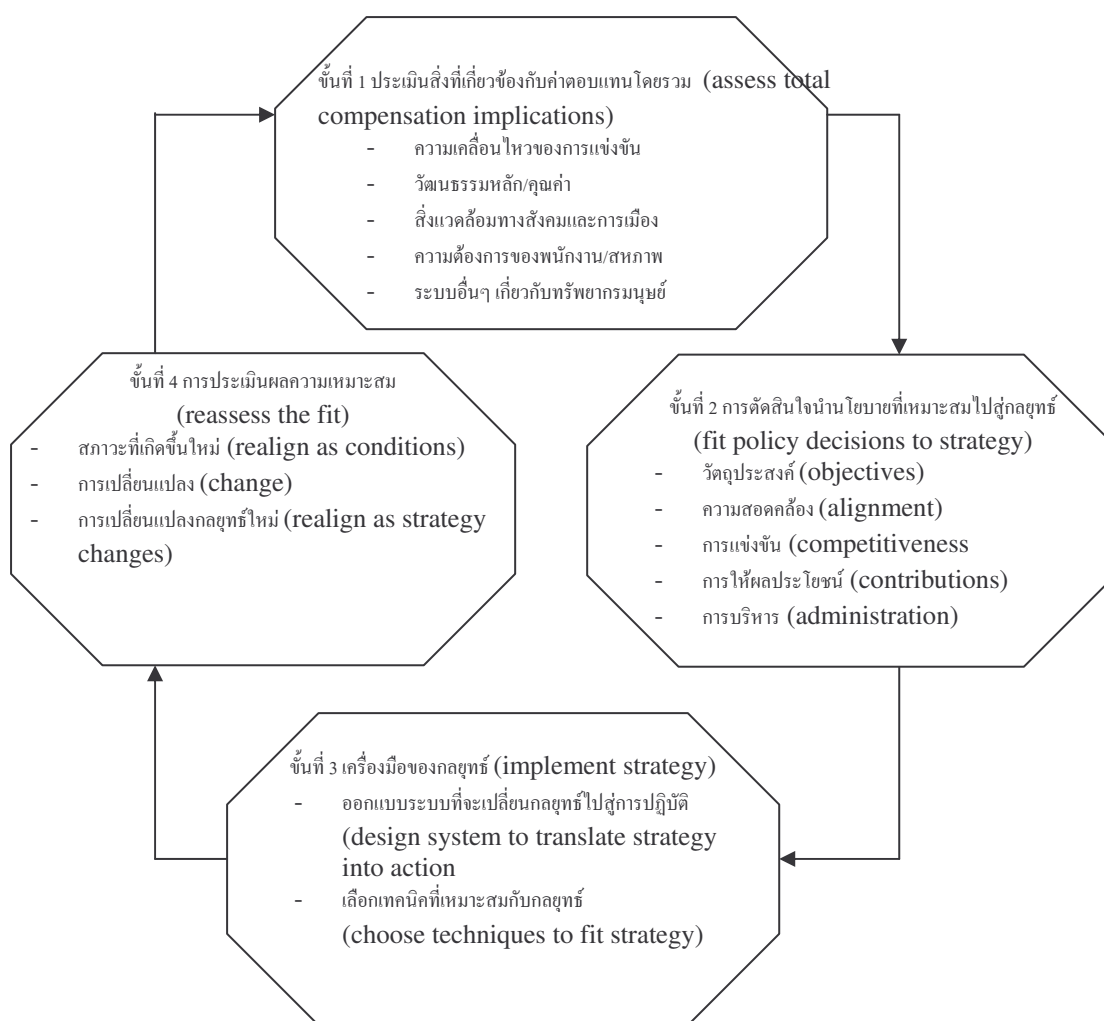 ขั้นที่ 1 ประเมินสิ่งที่เกี่ยวข้องกับค่าตอบแทนโดยรวม (assess total
compensation implications)
- ความเคลื่อนไหวของการแข่งขัน
- วัฒนธรรมหลัก/คุณค่า
- สิ่งแวดล้อมทางสังคมและการเมือง
- ความต้องการของพนักงาน/สหภาพ
- ระบบอื่นๆ เกี่ยวกับทรัพยากรมนุษย์
ขั้นที่ 2 การตัดสินใจนำนโยบายที่เหมาะสมไปสู่กลยุทธ์
(fit policy decisions to strategy)
- วัตถุประสงค์ (objectives)
- ความสอดคล้อง (alignment)
- การแข่งขัน (competitiveness
- การให้ผลประโยชน์ (contributions)
- การบริหาร (administration)
ขั้นที่ 3 เครื่องมือของกลยุทธ์ (implement strategy)
- ออกแบบระบบที่จะเปลี่ยนกลยุทธ์ไปสู่การปฏิบัติ
(design system to translate strategy
into action
- เลือกเทคนิคที่เหมาะสมกับกลยุทธ์
(choose techniques to fit strategy)
ขั้นที่ 4 การประเมินผลความเหมาะสม
(reassess the fit)
- สภาวะที่เกิดขึ้นใหม่ (realign as conditions)
- การเปลี่ยนแปลง (change)
- การเปลี่ยนแปลงกลยุทธ์ใหม่ (realign as strategy
changes)